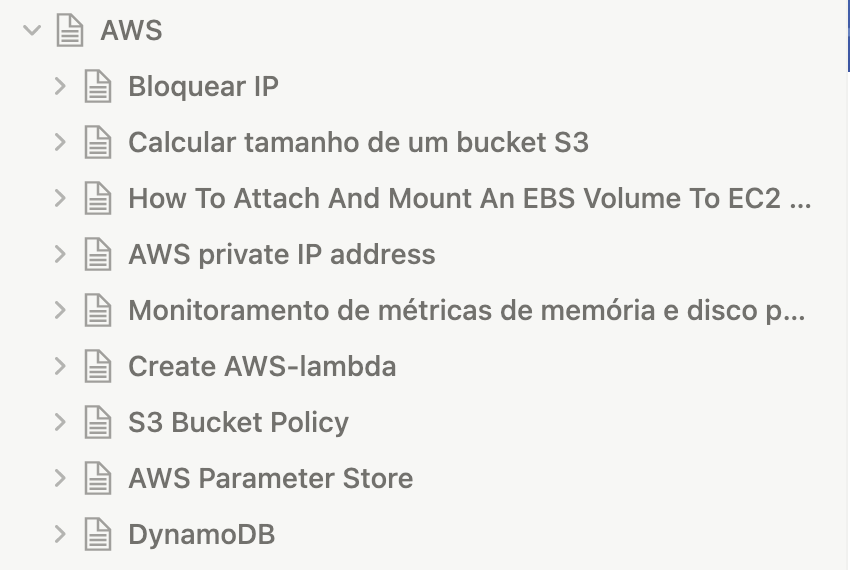 AWS
Bloquear IP
Calcular tamanho de um bucket S3
How To Attach And Mount An EBS Volume To EC2 ...
AWS private IP address
Monitoramento de métricas de memória e disco p...
Create AWS-lambda
S3 Bucket Policy
AWS Parameter Store
DynamoDB